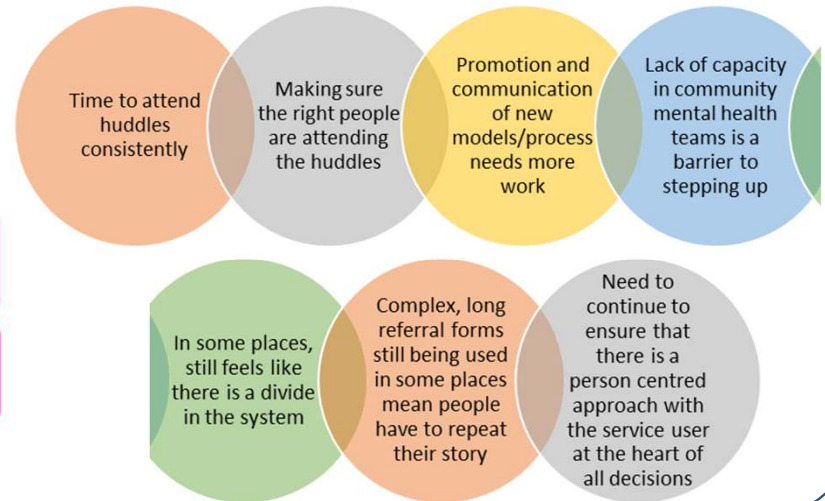 Time to attend
huddles
consistently
Making sure
the right people
are attending
the huddles
Promotion and
communication
of new
models/process
needs more
work
Lack of capacity
in community
mental health
teams is a
barrier to
stepping up
In some places,
still feels like
there is a divide
in the system
Complex, long
referral forms
still being used
in some places
mean people
have to repeat
their story
Need to
continue to
ensure that
there is a
person centred
approach with
the service user
at the heart of
all decisions